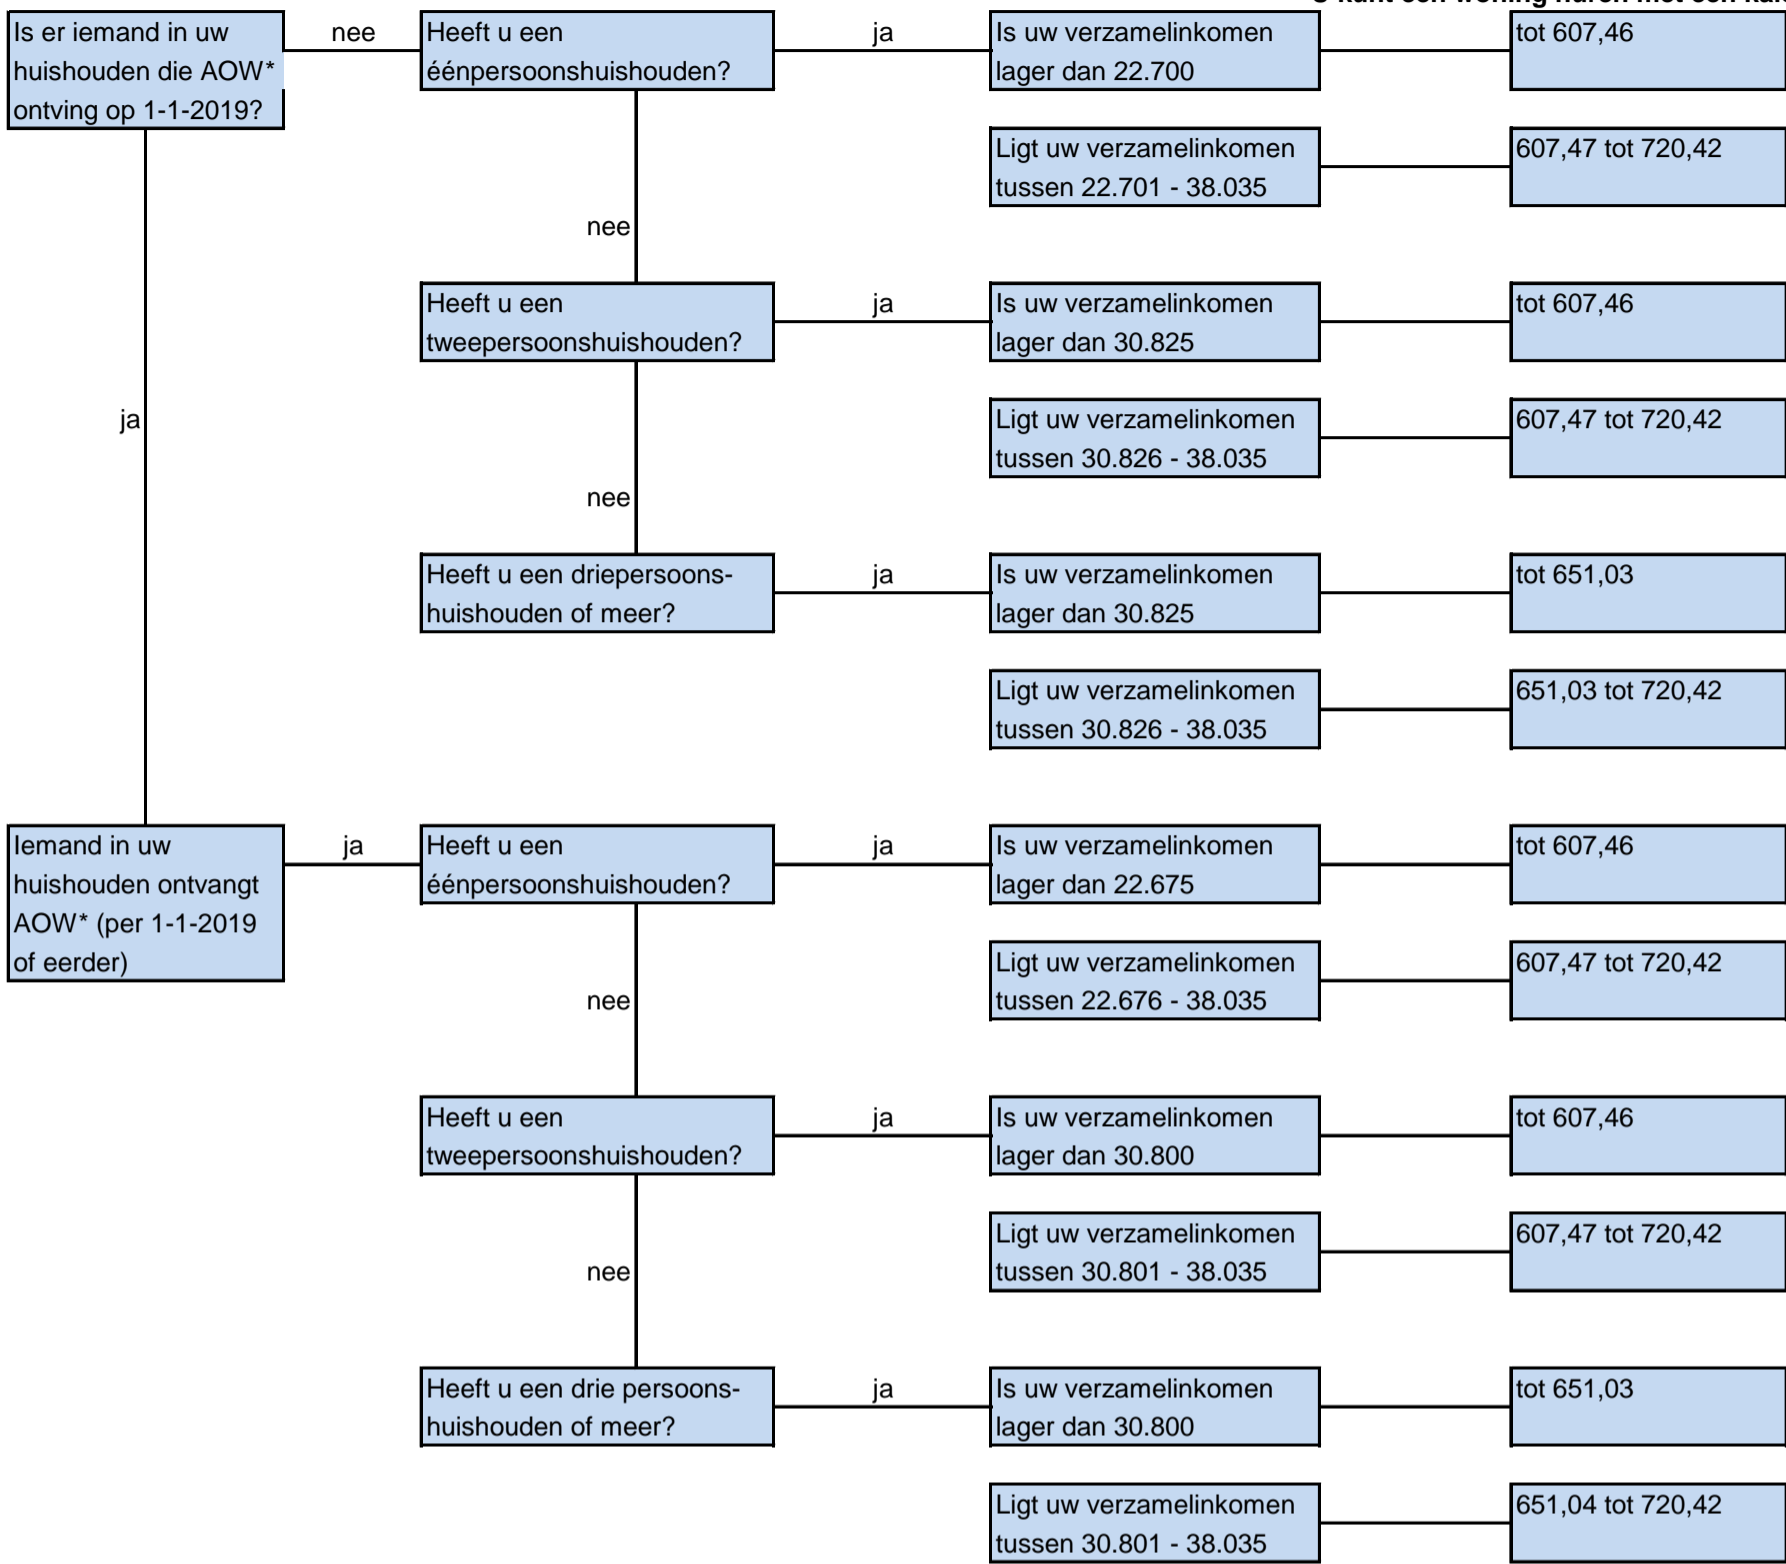 Is er iemand in uw
huishouden die AOW*
ontving op 1-1-2019?
nee
Heeft u een
éénpersoonshuishouden?
ja
Is uw verzamelinkomen
lager dan 22.700
tot 607,46
Ligt uw verzamelinkomen
tussen 22.701 - 38.035
607,47 tot 720,42
nee
Heeft u een
tweepersoonshuishouden?
ja
Is uw verzamelinkomen
lager dan 30.825
tot 607,46
ja
Ligt uw verzamelinkomen
tussen 30.826 - 38.035
607,47 tot 720,42
nee
Heeft u een driepersoons-
huishouden of meer?
ja
Is uw verzamelinkomen
lager dan 30.825
tot 651,03
Ligt uw verzamelinkomen
tussen 30.826 - 38.035
651,03 tot 720,42
Iemand in uw
huishouden ontvangt
AOW* (per 1-1-2019
of eerder)
ja
Heeft u een
éénpersoonshuishouden?
ja
Is uw verzamelinkomen
lager dan 22.675
tot 607,46
Ligt uw verzamelinkomen
tussen 22.676 - 38.035
607,47 tot 720,42
nee
Heeft u een
tweepersoonshuishouden?
ja
Is uw verzamelinkomen
lager dan 30.800
tot 607,46
Ligt uw verzamelinkomen
tussen 30.801 - 38.035
607,47 tot 720,42
nee
Heeft u een drie persoons-
huishouden of meer?
ja
Is uw verzamelinkomen
lager dan 30.800
tot 651,03
Ligt uw verzamelinkomen
tussen 30.801 - 38.035
651,04 tot 720,42